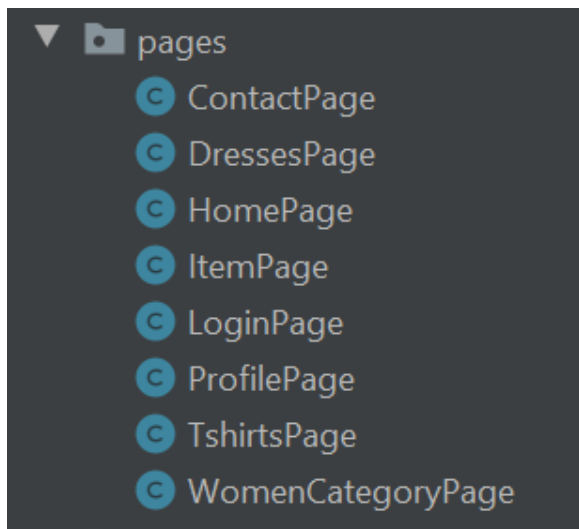 pages
C ContactPage
C DressesPage
C HomePage
C ItemPage
C LoginPage
C ProfilePage
C TshirtsPage
C WomenCategoryPage